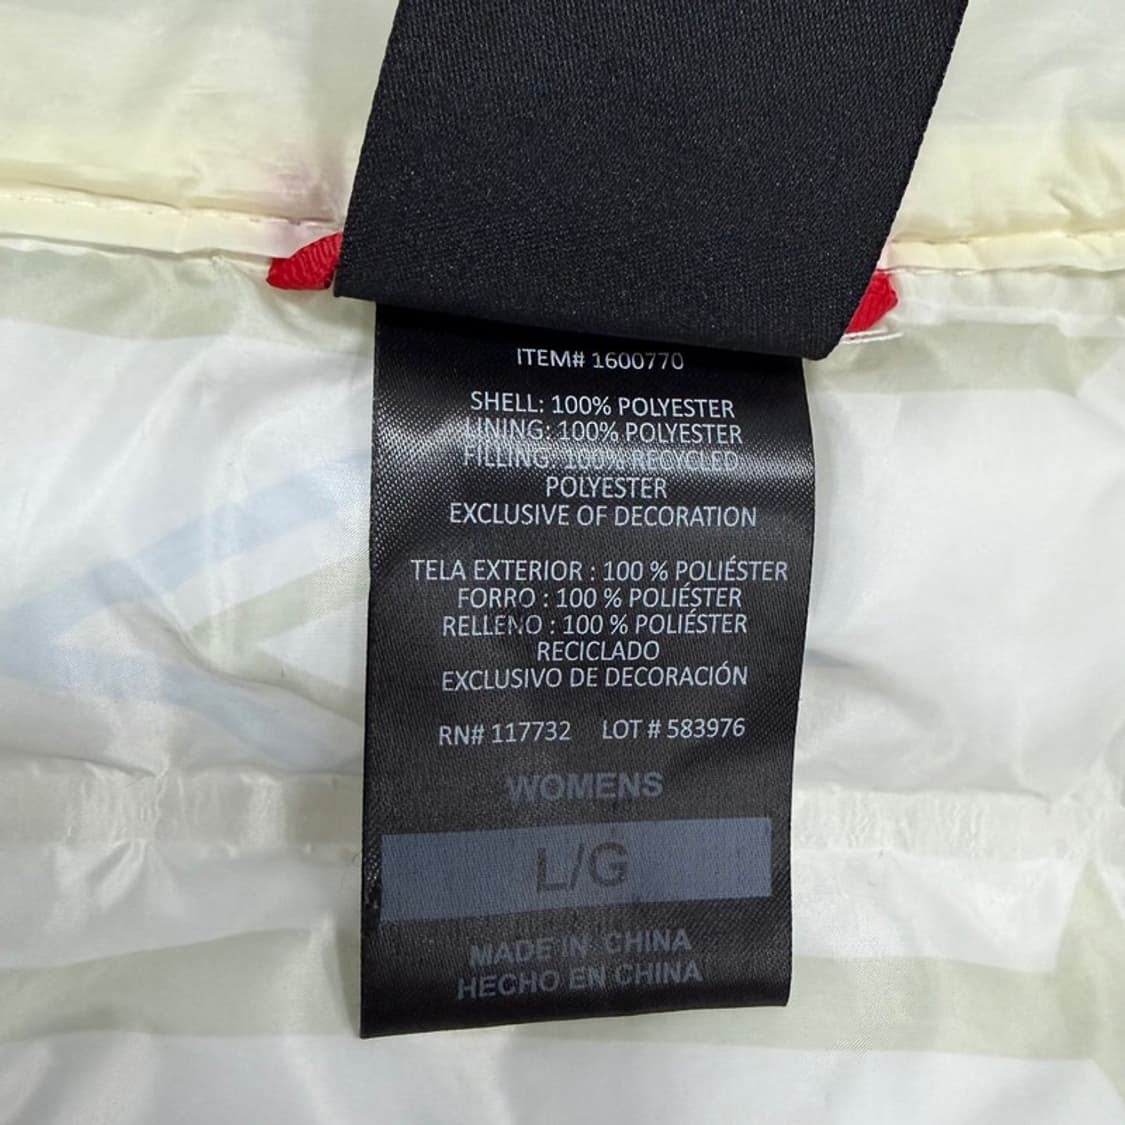 ITEM# 1600770
SHELL: 100% POLYESTER
LINING: 100% POLYESTER
FILLING: 100% RECYCLED
POLYESTER
EXCLUSIVE OF DECORATION
TELA EXTERIOR : 100 % POLIÉSTER
FORRO : 100 % POLIÉSTER
RELLENO : 100 % POLIÉSTER
RECICLADO
EXCLUSIVO DE DECORACIÓN
RN# 117732 LOT # 583976
WOMENS
L/G
MADE IN CHINA
HECHO EN CHINA